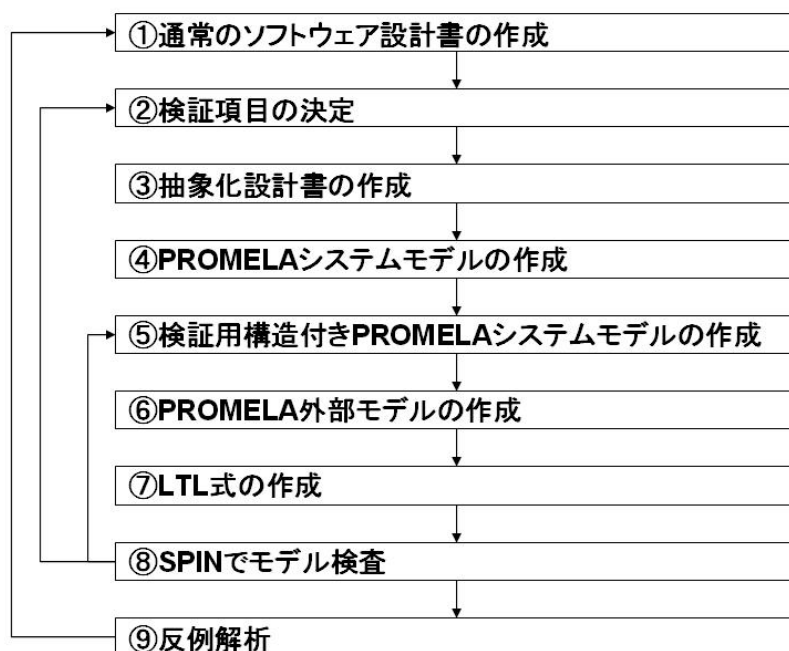 ①通常のソフトウェア設計書の作成
②検証項目の決定
③抽象化設計書の作成
④PROMELAシステムモデルの作成
⑤検証用構造付きPROMELAシステムモデルの作成
⑥PROMELA外部モデルの作成
⑦LTL式の作成
⑧SPINでモデル検査
⑨反例解析